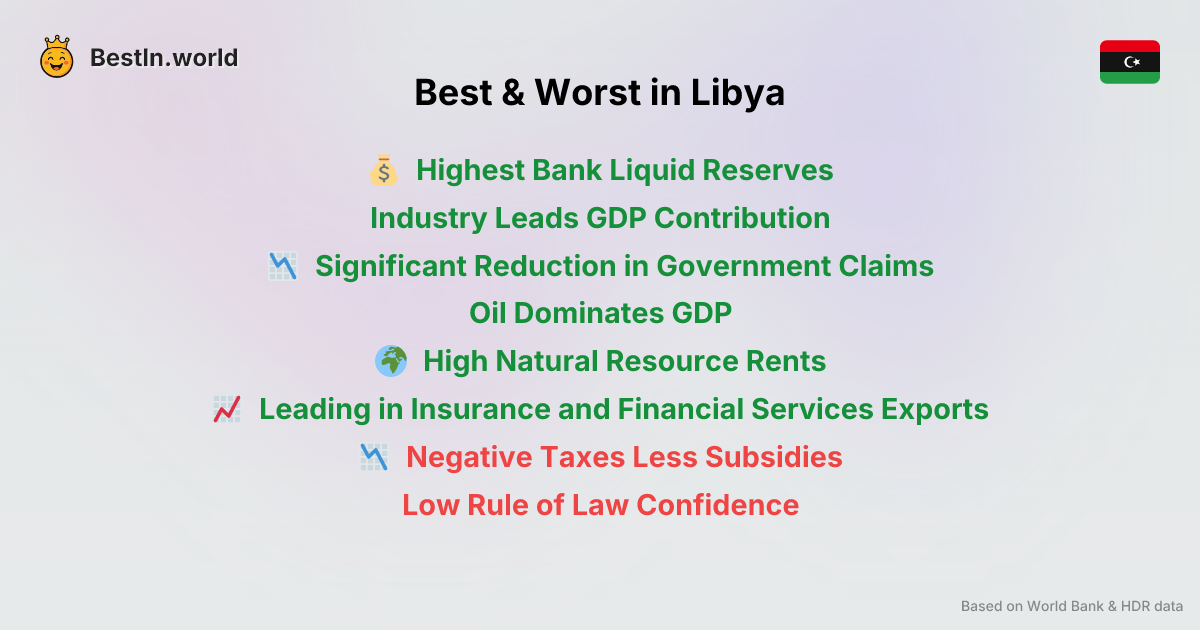 BestIn.world
Best & Worst in Libya
Highest Bank Liquid Reserves
Industry Leads GDP Contribution
Significant Reduction in Government Claims
Oil Dominates GDP
High Natural Resource Rents
Leading in Insurance and Financial Services Exports
Negative Taxes Less Subsidies
Low Rule of Law Confidence
Based on World Bank & HDR data